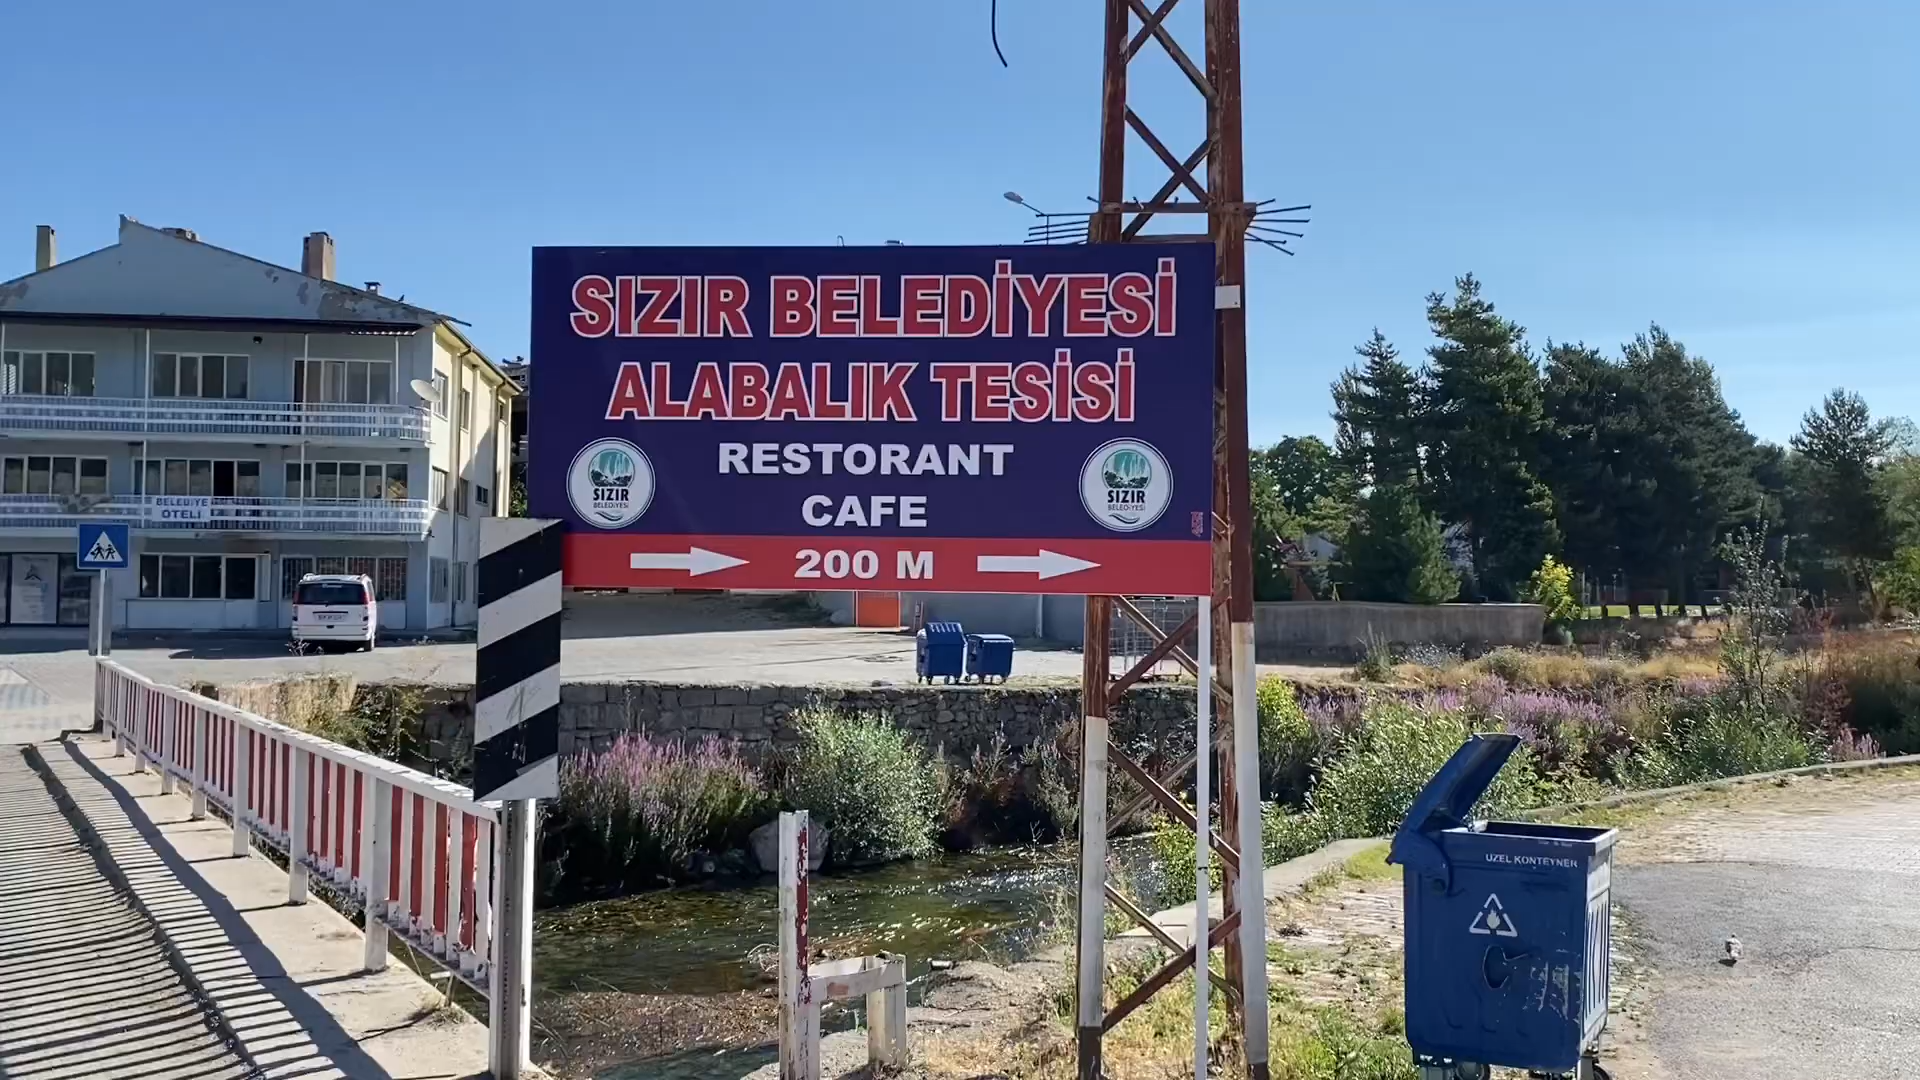 SIZIR BELEDİYESİ
ALABALIK TESİSİ
RESTORANT
CAFE
SIZIR
BELEDİYESİ
SIZIR
BELEDİYESİ
200 M
BELEDİYE
OTELİ
UZEL KONTEYNER